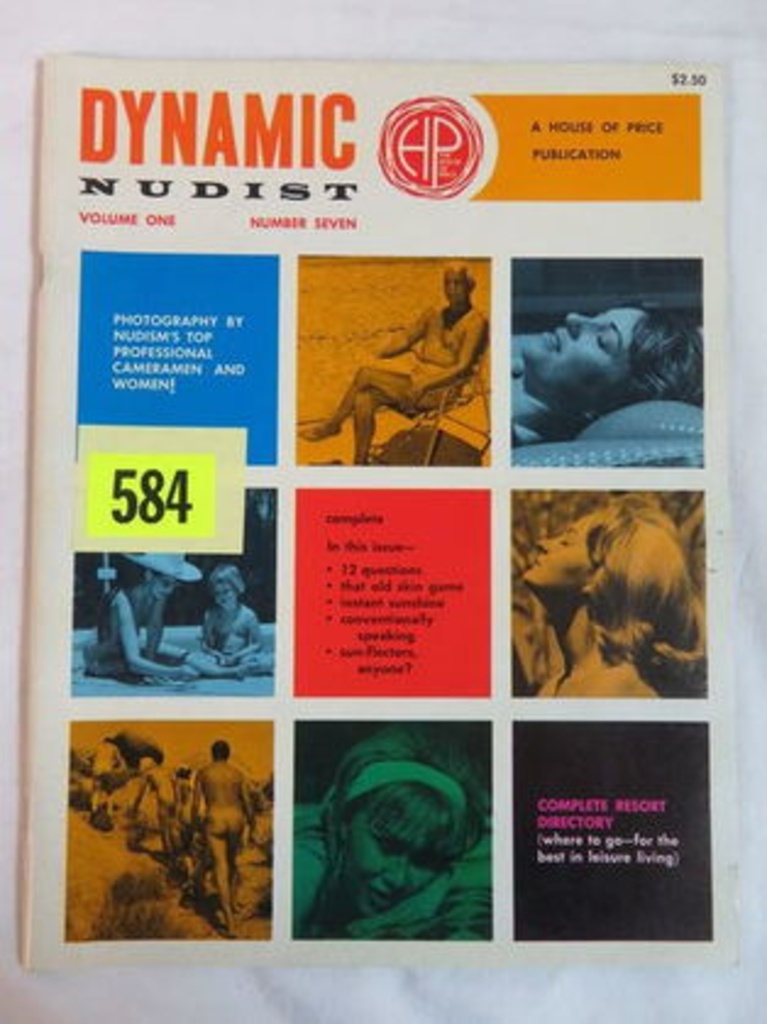 $2.50
DYNAMIC
NUDIST
VOLUME ONE NUMBER SEVEN
HP
A HOUSE OF PRICE
PUBLICATION
PHOTOGRAPHY BY
NUDISM'S TOP
PROFESSIONAL
CAMERAMEN AND
WOMEN!
584
complete
In this issue—
• 12 questions
• that old skin game
• instant sunshine
• conventionally
speaking
• sun-flectors,
anyone?
COMPLETE RESORT
DIRECTORY
(where to go—for the
best in leisure living)